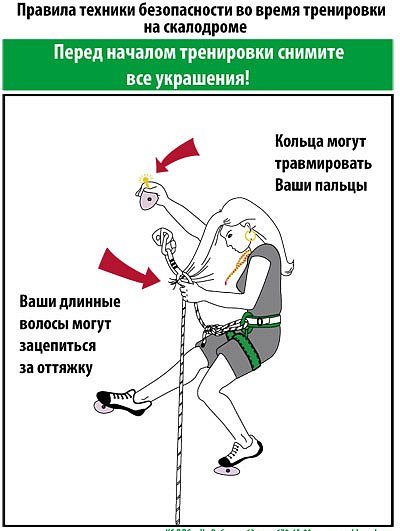 Правила техники безопасности во время тренировки
на скалодроме
Перед началом тренировки снимите
все украшения!
Кольца могут
травмировать
Ваши пальцы
Ваши длинные
волосы могут
зацепиться
за оттяжку